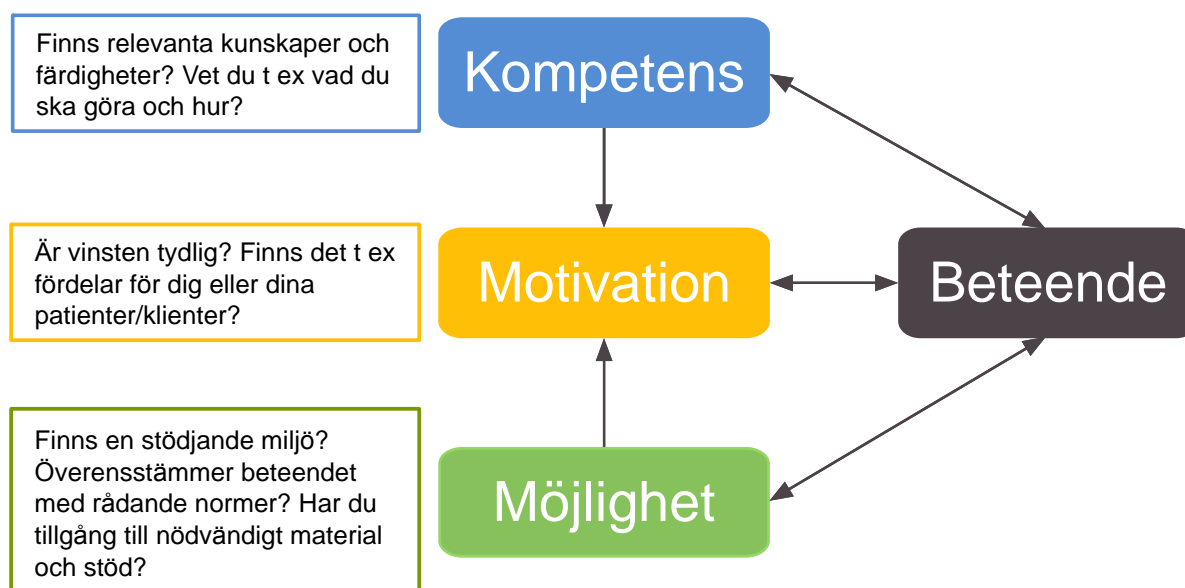 Finns relevanta kunskaper och
färdigheter? Vet du t ex vad du
ska göra och hur?
Kompetens
Är vinsten tydlig? Finns det t ex
fördelar för dig eller dina
patienter/klienter?
Motivation
Beteende
Finns en stödjande miljö?
Överensstämmer beteendet
med rådande normer? Har du
tillgång till nödvändigt material
och stöd?
Möjlighet